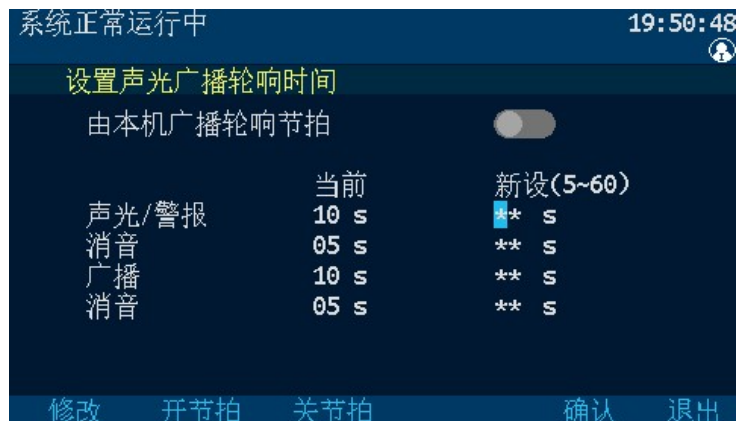 系统正常运行中 19:50:48
设置声光广播轮响时间
由本机广播轮响节拍
当前 新设(5~60)
声光/警报 10 s ** s
消音 05 s ** s
广播 10 s ** s
消音 05 s ** s
修改 开节拍 关节拍 确认 退出